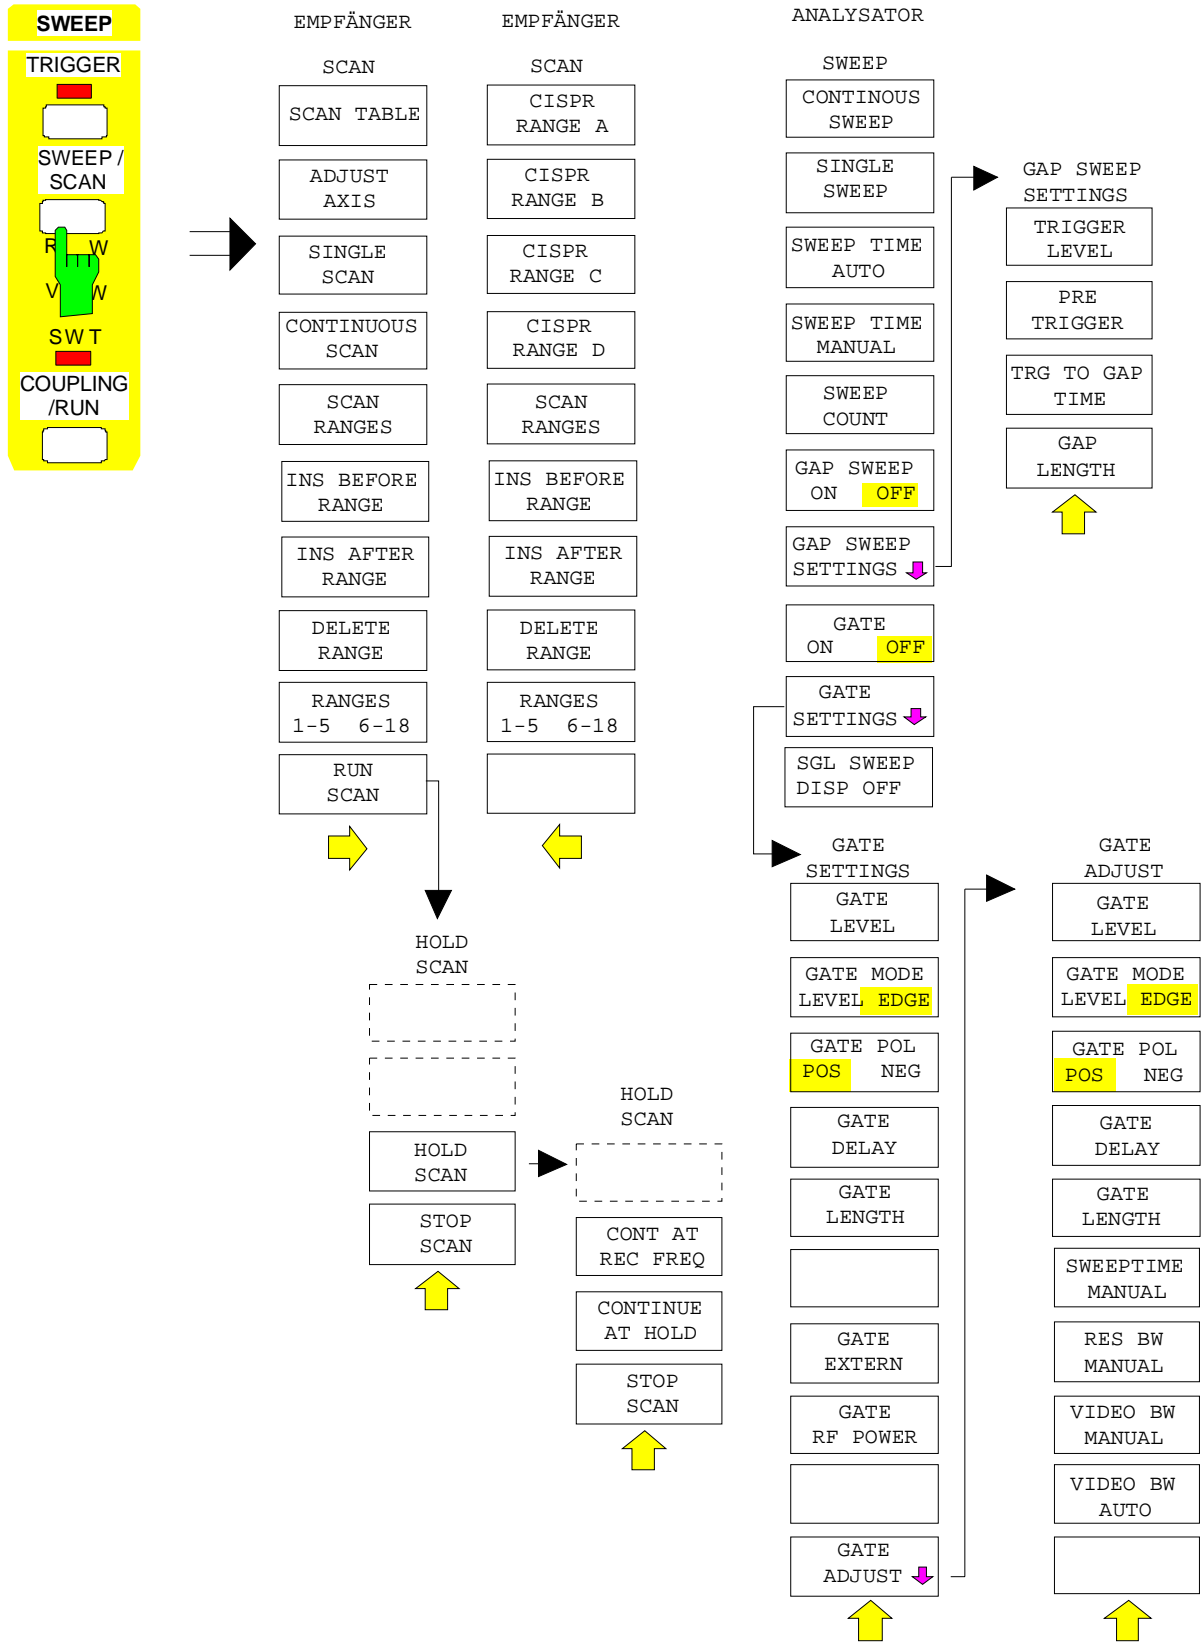 SWEEP
TRIGGER
SWEEP /
SCAN
R W
V W
SWT
COUPLING
/RUN
EMPFÄNGER
SCAN
SCAN TABLE
ADJUST
AXIS
SINGLE
SCAN
CONTINUOUS
SCAN
SCAN
RANGES
INS BEFORE
RANGE
INS AFTER
RANGE
DELETE
RANGE
RANGES
1-5 6-18
RUN
SCAN
EMPFÄNGER
SCAN
CISPR
RANGE A
CISPR
RANGE B
CISPR
RANGE C
CISPR
RANGE D
SCAN
RANGES
INS BEFORE
RANGE
INS AFTER
RANGE
DELETE
RANGE
RANGES
1-5 6-18
HOLD
SCAN
HOLD
SCAN
STOP
SCAN
HOLD
SCAN
CONT AT
REC FREQ
CONTINUE
AT HOLD
STOP
SCAN
ANALYSATOR
SWEEP
CONTINOUS
SWEEP
SINGLE
SWEEP
SWEEP TIME
AUTO
SWEEP TIME
MANUAL
SWEEP
COUNT
GAP SWEEP
ON OFF
GAP SWEEP
SETTINGS
GATE
ON OFF
GATE
SETTINGS
SGL SWEEP
DISP OFF
GAP SWEEP
SETTINGS
TRIGGER
LEVEL
PRE
TRIGGER
TRG TO GAP
TIME
GAP
LENGTH
GATE
SETTINGS
GATE
LEVEL
GATE MODE
LEVEL EDGE
GATE POL
POS NEG
GATE
DELAY
GATE
LENGTH
GATE
EXTERN
GATE
RF POWER
GATE
ADJUST
GATE
ADJUST
GATE
LEVEL
GATE MODE
LEVEL EDGE
GATE POL
POS NEG
GATE
DELAY
GATE
LENGTH
SWEEPTIME
MANUAL
RES BW
MANUAL
VIDEO BW
MANUAL
VIDEO BW
AUTO